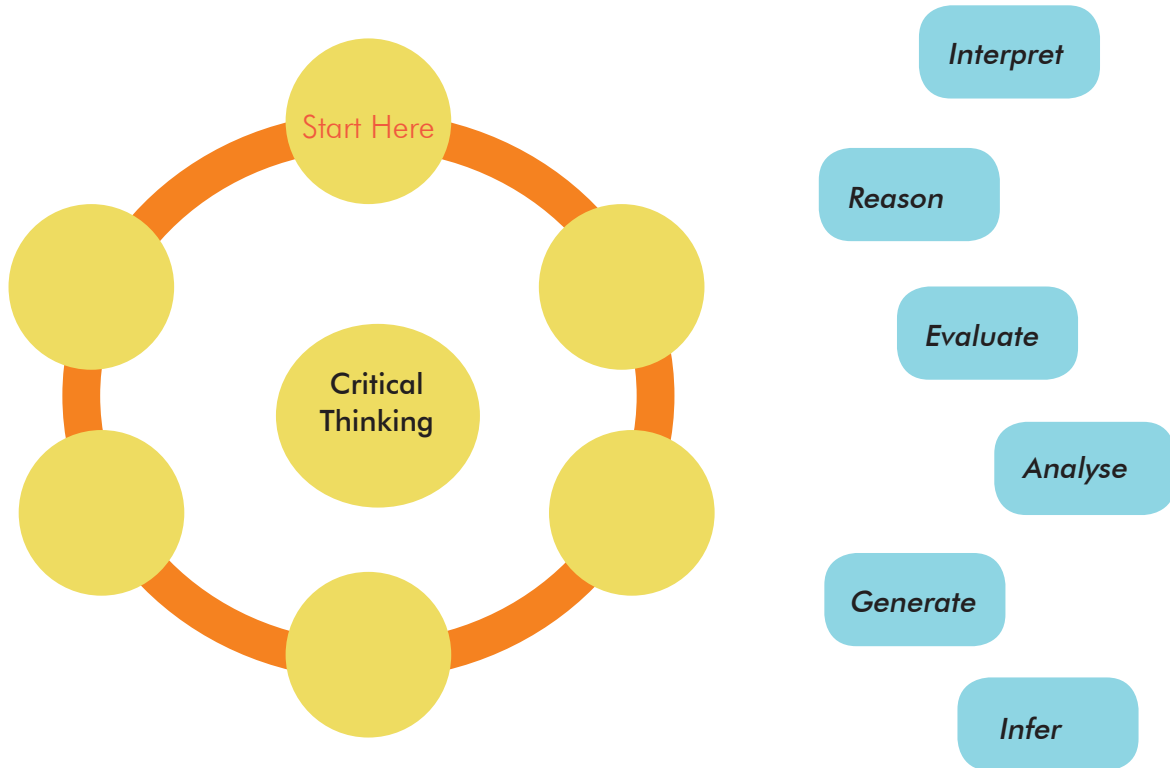 Start Here
Critical
Thinking
Interpret
Reason
Evaluate
Analyse
Generate
Infer